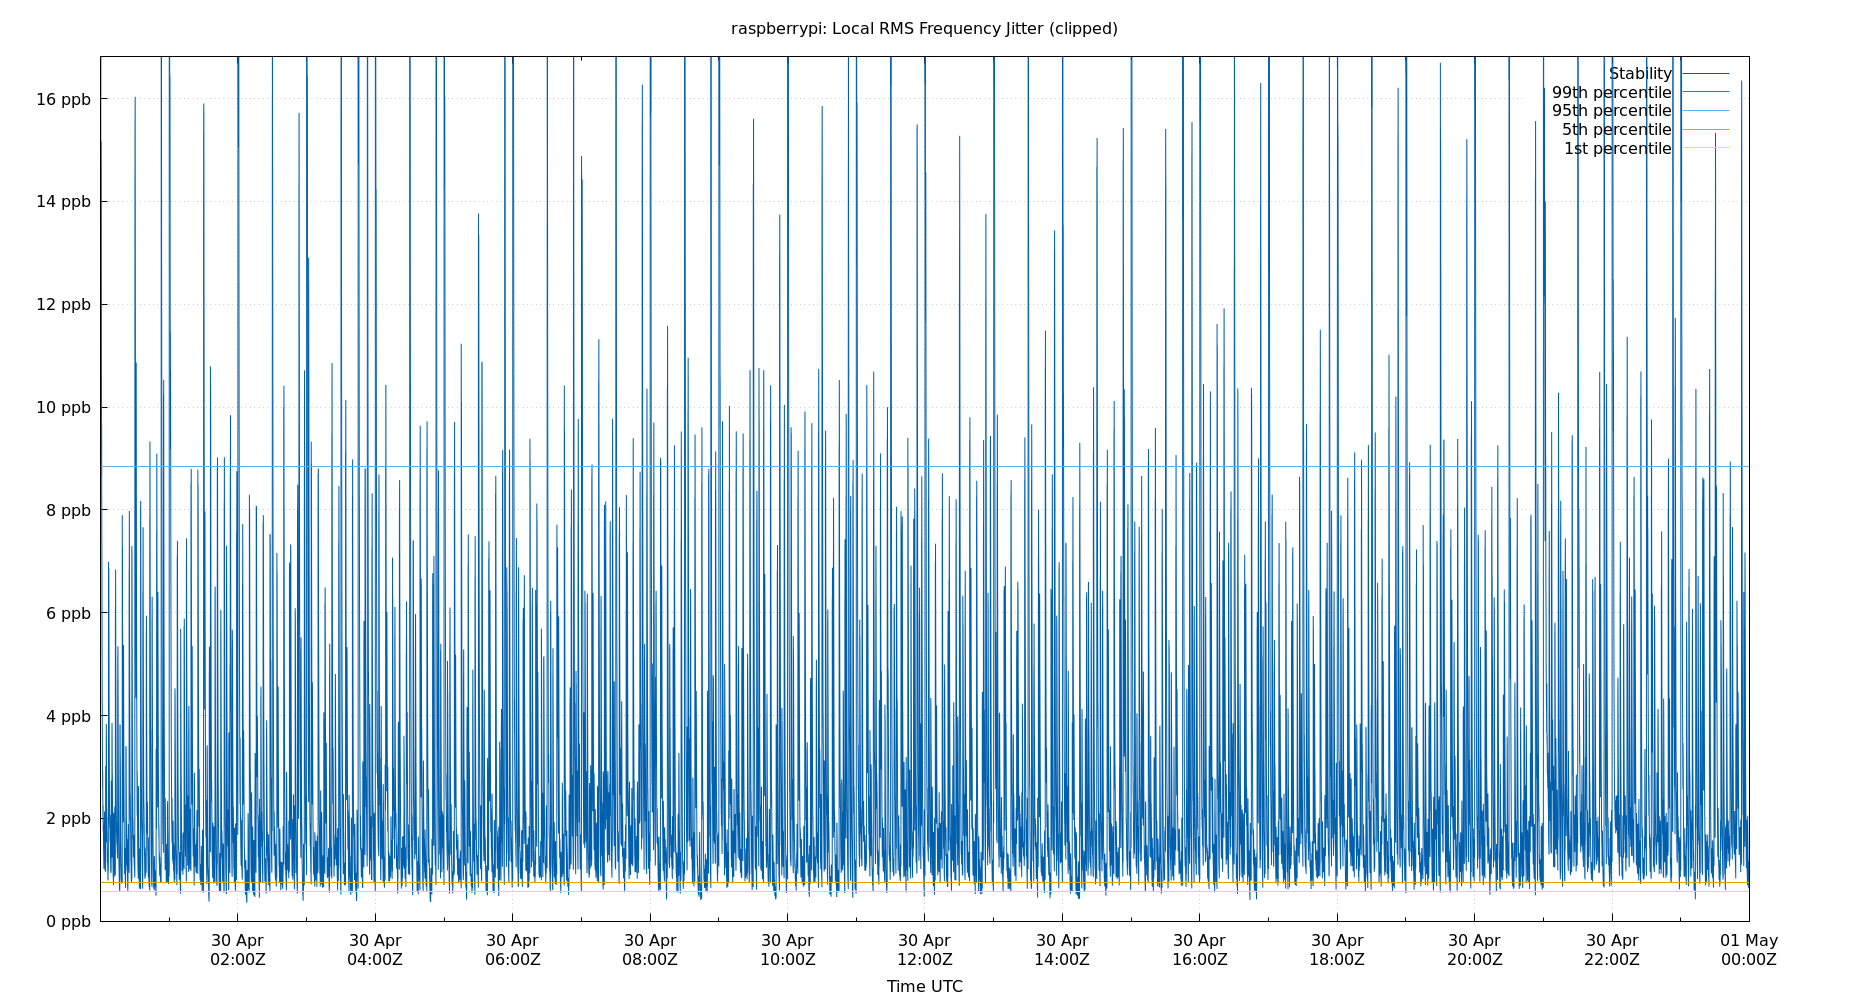 raspberrypi: Local RMS Frequency Jitter (clipped)
Stability
99th percentile
95th percentile
5th percentile
1st percentile
16 ppb
14 ppb
12 ppb
10 ppb
8 ppb
6 ppb
4 ppb
2 ppb
0 ppb
30 Apr 30 Apr 30 Apr 30 Apr 30 Apr 30 Apr 30 Apr 30 Apr 30 Apr 30 Apr 30 Apr 01 May
02:00Z 04:00Z 06:00Z 08:00Z 10:00Z 12:00Z 14:00Z 16:00Z 18:00Z 20:00Z 22:00Z 00:00Z
Time UTC